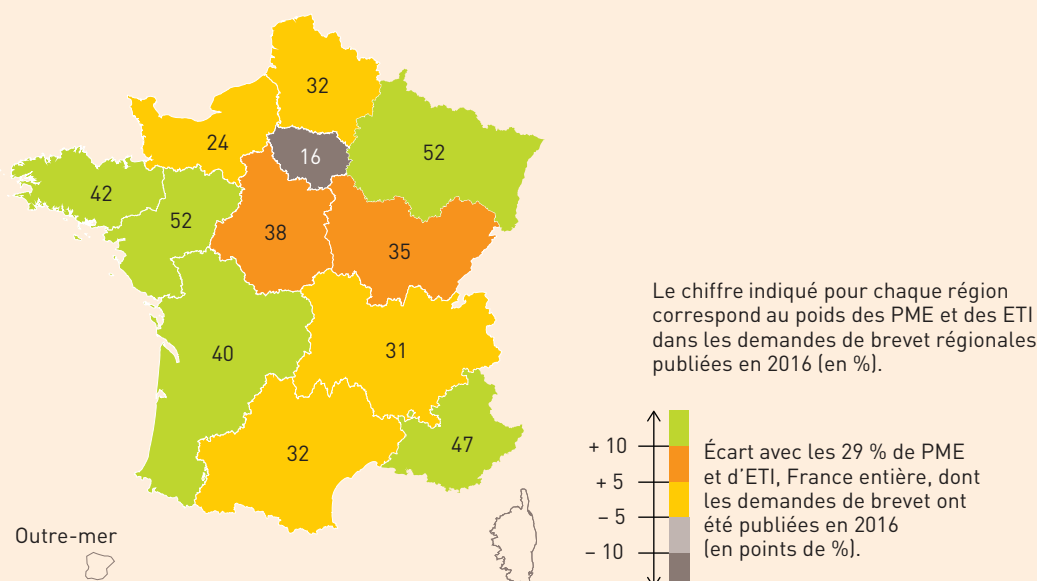 32
24
16
52
42
52
38
35
40
31
32
47
Outre-mer
Le chiffre indiqué pour chaque région
correspond au poids des PME et des ETI
dans les demandes de brevet régionales
publiées en 2016 (en %).
+ 10
+ 5
– 5
– 10
Écart avec les 29 % de PME
et d’ETI, France entière, dont
les demandes de brevet ont
été publiées en 2016
(en points de %).